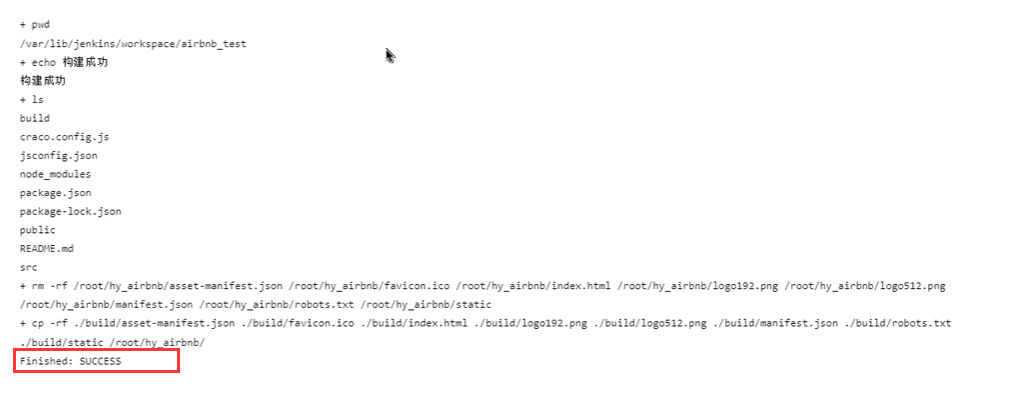 + pwd
/var/lib/jenkins/workspace/airbnb_test
+ echo 构建成功
构建成功
+ ls
build
craco.config.js
jsconfig.json
node_modules
package.json
package-lock.json
public
README.md
src
+ rm -rf /root/hy_airbnb/asset-manifest.json /root/hy_airbnb/favicon.ico /root/hy_airbnb/index.html /root/hy_airbnb/logo192.png /root/hy_airbnb/logo512.png
/root/hy_airbnb/manifest.json /root/hy_airbnb/robots.txt /root/hy_airbnb/static
+ cp -rf ./build/asset-manifest.json ./build/favicon.ico ./build/index.html ./build/logo192.png ./build/logo512.png ./build/manifest.json ./build/robots.txt
./build/static /root/hy_airbnb/
Finished: SUCCESS